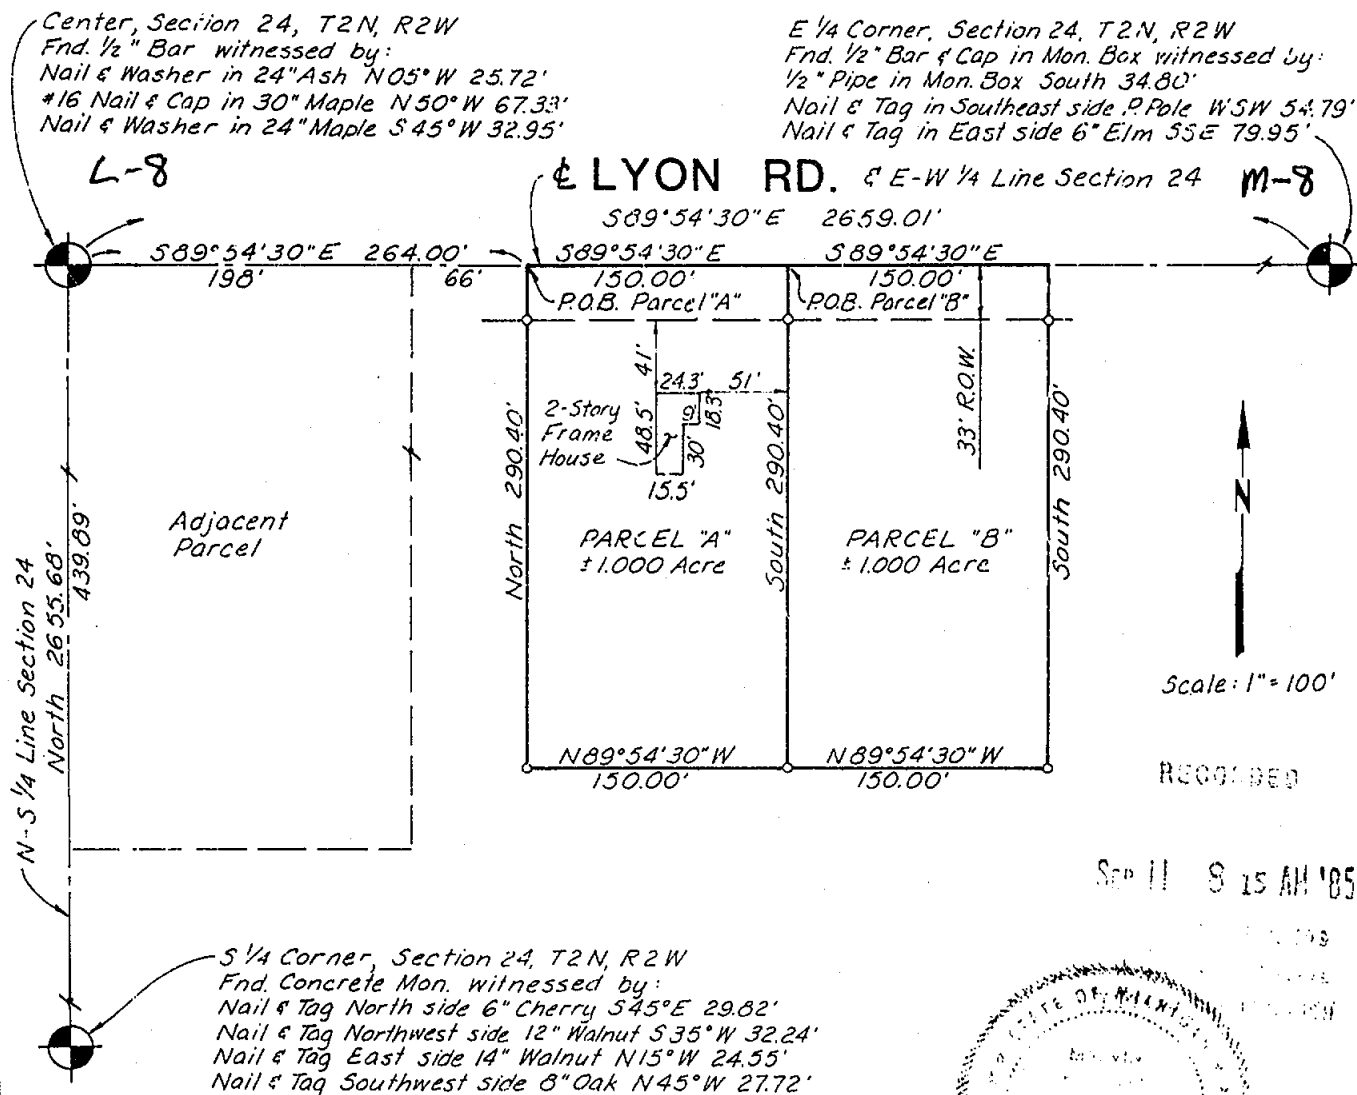 Center, Section 24, T2N, R2W
Fnd. 1/2" Bar witnessed by:
Nail & Washer in 24" Ash N05°W 25.72'
#16 Nail & Cap in 30" Maple N50°W 67.33'
Nail & Washer in 24" Maple S45°W 32.95'
L-8
E 1/4 Corner, Section 24, T2N, R2W
Fnd. 1/2" Bar & Cap in Mon. Box witnessed by:
1/2" Pipe in Mon. Box South 34.80'
Nail & Tag in Southeast side P.Pole WSW 54.79'
Nail & Tag in East side 6" Elm SSE 79.95'
M-8
℄ LYON RD. & E-W 1/4 Line Section 24
S89°54'30"E 2659.01'
S89°54'30"E 264.00'
198' 66'
S89°54'30"E
150.00'
S89°54'30"E
150.00'
P.O.B. Parcel "A"
P.O.B. Parcel "B"
41'
24.3' 51'
9'
18.3'
48.5'
30'
15.5'
2-Story
Frame
House
33' R.O.W.
North 290.40'
South 290.40'
South 290.40'
Adjacent
Parcel
PARCEL "A"
±1.000 Acre
PARCEL "B"
±1.000 Acre
N89°54'30"W
150.00'
N89°54'30"W
150.00'
N-S 1/4 Line Section 24
North 2655.68'
439.89'
N
Scale: 1" = 100'
RECORDED
Sep 11 8 15 AM '85
S 1/4 Corner, Section 24, T2N, R2W
Fnd. Concrete Mon. witnessed by:
Nail & Tag North side 6" Cherry S45°E 29.82'
Nail & Tag Northwest side 12" Walnut S35°W 32.24'
Nail & Tag East side 14" Walnut N15°W 24.55'
Nail & Tag Southwest side 8" Oak N45°W 27.72'
STATE OF